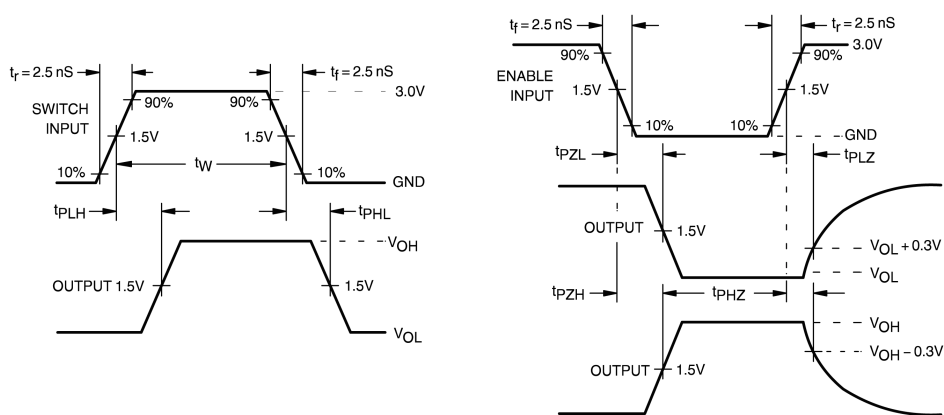 tr = 2.5 nS
tf = 2.5 nS
SWITCH
INPUT
90%
90%
3.0V
1.5V
1.5V
10%
tW
10%
GND
tPLH
tPHL
VOH
OUTPUT 1.5V
1.5V
VOL
tf = 2.5 nS
tr = 2.5 nS
90%
90%
3.0V
ENABLE
INPUT
1.5V
1.5V
10%
10%
GND
tPZL
tPLZ
OUTPUT
1.5V
VOL + 0.3V
VOL
tPZH
tPHZ
VOH
VOH – 0.3V
OUTPUT
1.5V